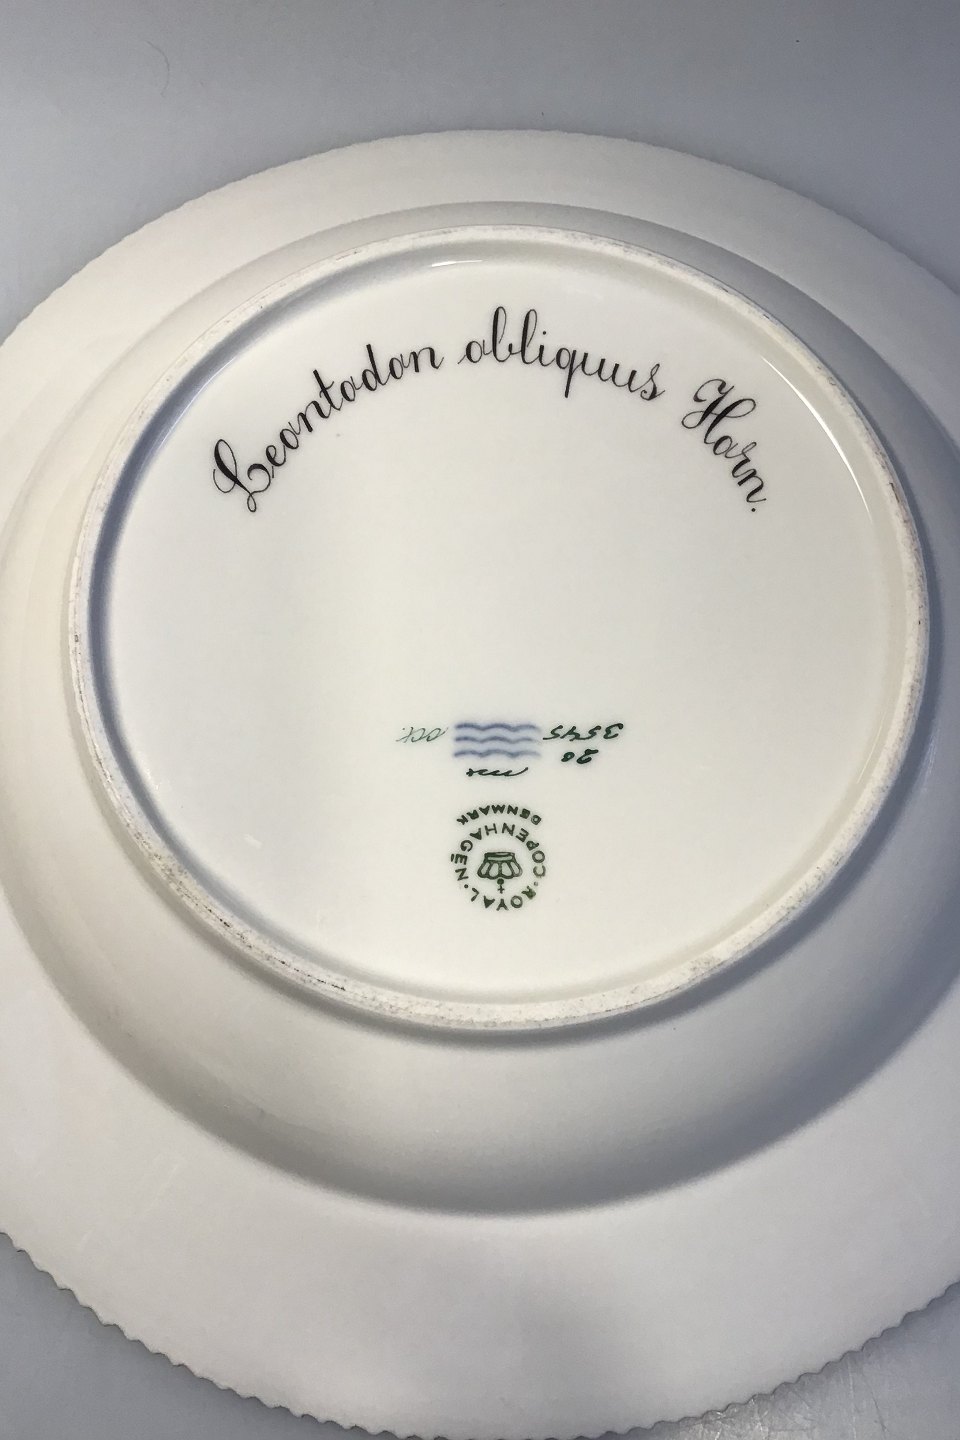 Leontodon obliquus Horn.
20
3545
ROYAL COPENHAGEN
DENMARK